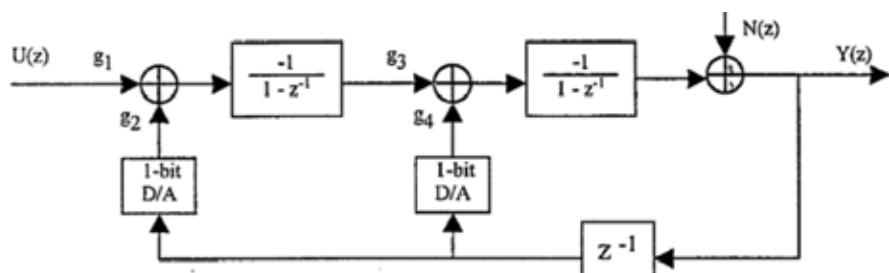 U(z)
g1
-1
1 - z-1
g3
-1
1 - z-1
N(z)
Y(z)
g2
g4
1-bit
D/A
1-bit
D/A
z -1